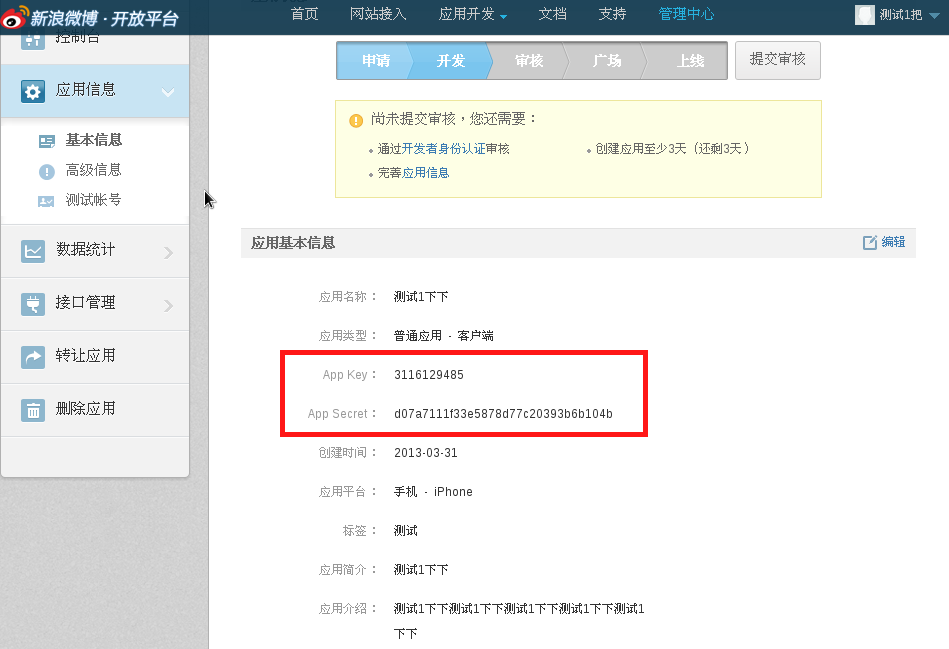 新浪微博·开放平台
首页 网站接入 应用开发 文档 支持 管理中心 测试1把
控制台
应用信息
基本信息
高级信息
测试帐号
数据统计
接口管理
转让应用
删除应用
申请 开发 审核 广场 上线 提交审核
尚未提交审核，您还需要：
通过开发者身份认证审核
创建应用至少3天（还剩3天）
完善应用信息
应用基本信息 编辑
应用名称： 测试1下下
应用类型： 普通应用 - 客户端
App Key： 3116129485
App Secret： d07a7111f33e5878d77c20393b6b104b
创建时间： 2013-03-31
应用平台： 手机 - iPhone
标签： 测试
应用简介： 测试1下下
应用介绍： 测试1下下测试1下下测试1下下测试1下下测试1
下下